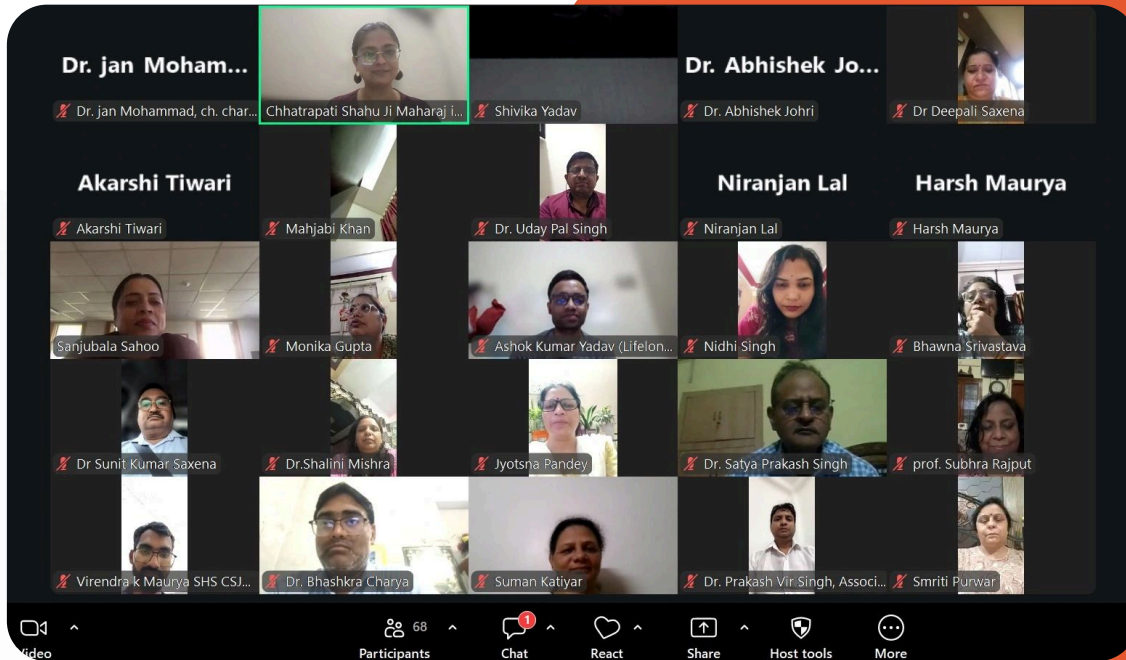 Dr. jan Moham...
Dr. jan Mohammad, ch. char...
Chhatrapati Shahu Ji Maharaj i...
Shivika Yadav
Dr. Abhishek Jo...
Dr. Abhishek Johri
Dr Deepali Saxena
Akarshi Tiwari
Akarshi Tiwari
Mahjabi Khan
Dr. Uday Pal Singh
Niranjan Lal
Niranjan Lal
Harsh Maurya
Harsh Maurya
Sanjubala Sahoo
Monika Gupta
Ashok Kumar Yadav (Lifelon...
Nidhi Singh
Bhawna Srivastava
Dr Sunit Kumar Saxena
Dr.Shalini Mishra
Jyotsna Pandey
Dr. Satya Prakash Singh
prof. Subhra Rajput
Virendra k Maurya SHS CSJ...
Dr. Bhashkra Charya
Suman Katiyar
Dr. Prakash Vir Singh, Associ...
Smriti Purwar
ideo
68
Participants
1
Chat
React
Share
Host tools
More